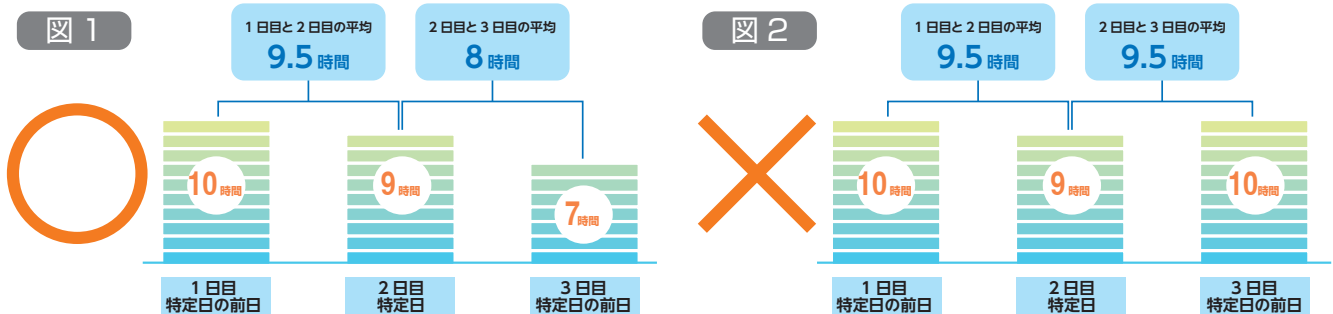 図1
1日目と2日目の平均
9.5時間
2日目と3日目の平均
8時間
10時間
9時間
7時間
1日目
特定日の前日
2日目
特定日
3日目
特定日の前日
図2
1日目と2日目の平均
9.5時間
2日目と3日目の平均
9.5時間
10時間
9時間
10時間
1日目
特定日の前日
2日目
特定日
3日目
特定日の前日